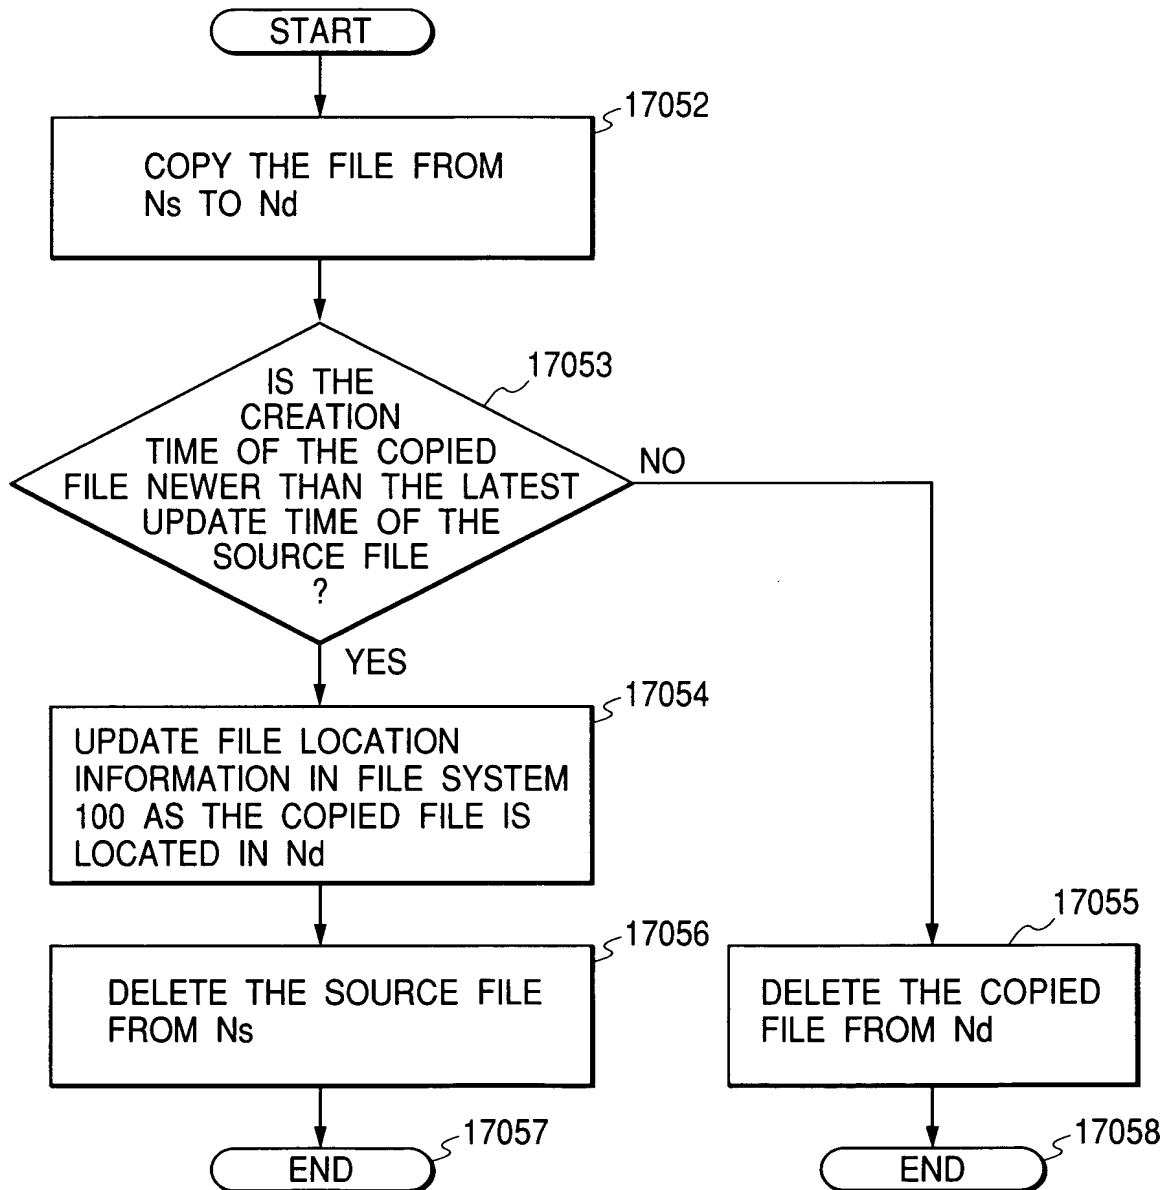 START
17052
COPY THE FILE FROM
Ns TO Nd
17053
IS THE
CREATION
TIME OF THE COPIED
FILE NEWER THAN THE LATEST
UPDATE TIME OF THE
SOURCE FILE
?
NO
YES
17054
UPDATE FILE LOCATION
INFORMATION IN FILE SYSTEM
100 AS THE COPIED FILE IS
LOCATED IN Nd
17056
DELETE THE SOURCE FILE
FROM Ns
17055
DELETE THE COPIED
FILE FROM Nd
17057
END
17058
END